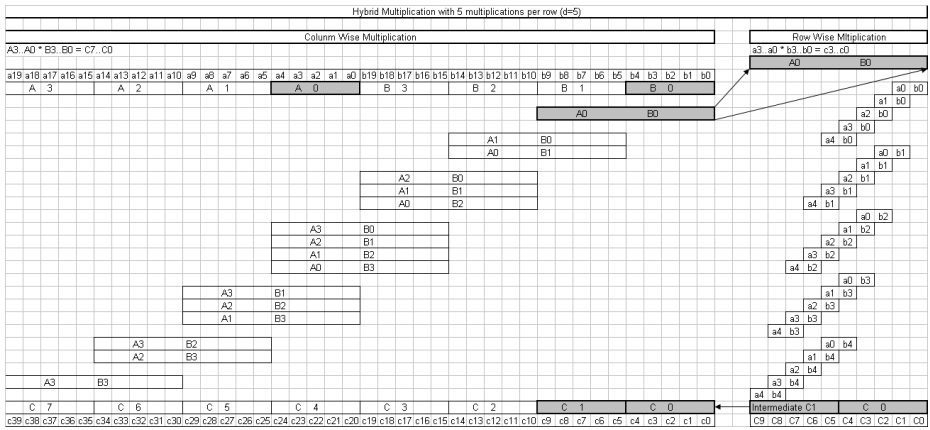 Hybrid Multiplication with 5 multiplications per row (d=5)
Colunm Wise Multiplication Row Wise Mltiplication
A3..A0 * B3..B0 = C7..C0 a3..a0 * b3..b0 = c3..c0
A0 B0
a19 a18 a17 a16 a15 a14 a13 a12 a11 a10 a9 a8 a7 a6 a5 a4 a3 a2 a1 a0 b19 b18 b17 b16 b15 b14 b13 b12 b11 b10 b9 b8 b7 b6 b5 b4 b3 b2 b1 b0
A 3 A 2 A 1 A 0 B 3 B 2 B 1 B 0 a0 b0
a1 b0
A0 B0 a2 b0
a3 b0
A1 B0 a4 b0
A0 B1 a0 b1
a1 b1
A2 B0 a2 b1
A1 B1 a3 b1
A0 B2 a4 b1
a0 b2
A3 B0 a1 b2
A2 B1 a2 b2
A1 B2 a3 b2
A0 B3 a4 b2
a0 b3
A3 B1 a1 b3
A2 B2 a2 b3
A1 B3 a3 b3
a4 b3
A3 B2 a0 b4
A2 B3 a1 b4
a2 b4
A3 B3 a3 b4
a4 b4
C 7 C 6 C 5 C 4 C 3 C 2 C 1 C 0 Intermediate C1 C 0
c39 c38 c37 c36 c35 c34 c33 c32 c31 c30 c29 c28 c27 c26 c25 c24 c23 c22 c21 c20 c19 c18 c17 c16 c15 c14 c13 c12 c11 c10 c9 c8 c7 c6 c5 c4 c3 c2 c1 c0 C9 C8 C7 C6 C5 C4 C3 C2 C1 C0